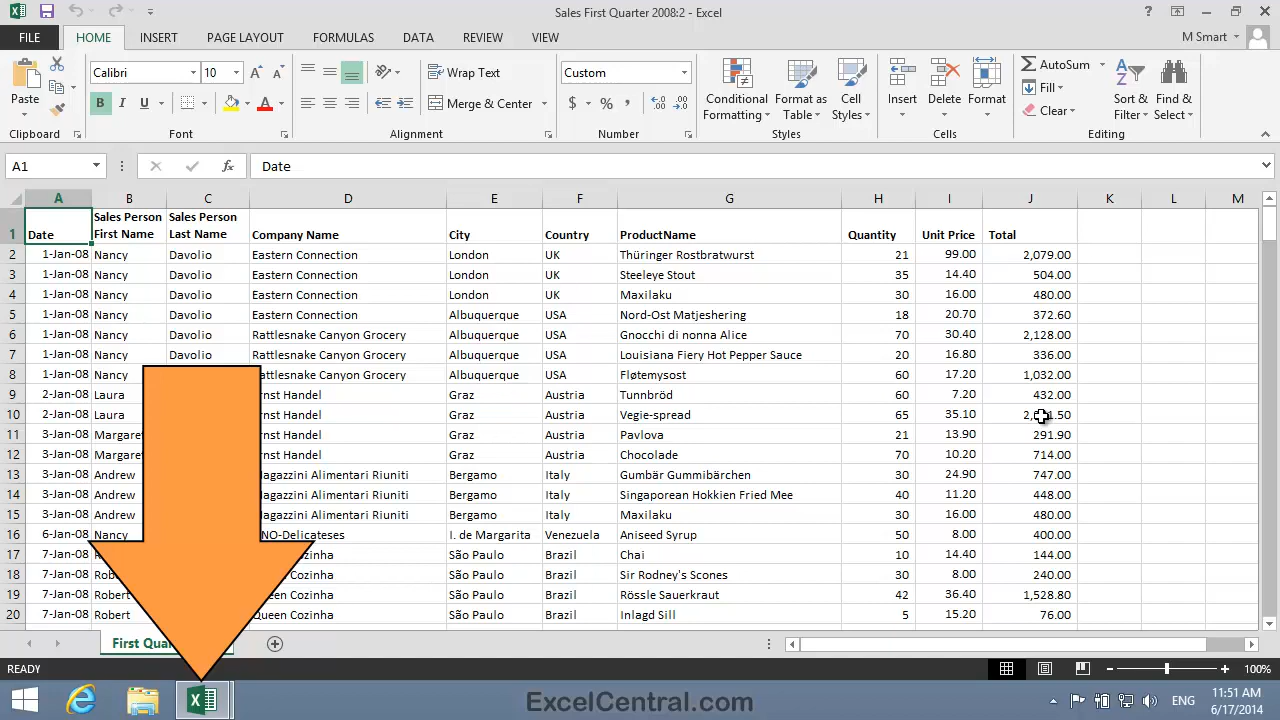 Sales First Quarter 2008:2 - Excel
FILE HOME INSERT PAGE LAYOUT FORMULAS DATA REVIEW VIEW M Smart
Paste Calibri 10 Wrap Text Custom Conditional Formatting Format as Table Cell Styles Insert Delete Format AutoSum Fill Clear Sort & Filter Find & Select
B I U A Merge & Center $ % ,
Clipboard Font Alignment Number Styles Cells Editing
A1 fx Date
A B C D E F G H I J K L M
1 Date Sales Person First Name Sales Person Last Name Company Name City Country ProductName Quantity Unit Price Total
2 1-Jan-08 Nancy Davolio Eastern Connection London UK Thüringer Rostbratwurst 21 99.00 2,079.00
3 1-Jan-08 Nancy Davolio Eastern Connection London UK Steeleye Stout 35 14.40 504.00
4 1-Jan-08 Nancy Davolio Eastern Connection London UK Maxilaku 30 16.00 480.00
5 1-Jan-08 Nancy Davolio Rattlesnake Canyon Grocery Albuquerque USA Nord-Ost Matjeshering 18 20.70 372.60
6 1-Jan-08 Nancy Davolio Rattlesnake Canyon Grocery Albuquerque USA Gnocchi di nonna Alice 70 30.40 2,128.00
7 1-Jan-08 Nancy Davolio Rattlesnake Canyon Grocery Albuquerque USA Louisiana Fiery Hot Pepper Sauce 20 16.80 336.00
8 1-Jan-08 Nancy Canyon Grocery Albuquerque USA Fløtemysost 60 17.20 1,032.00
9 2-Jan-08 Laura Handel Graz Austria Tunnbröd 60 7.20 432.00
10 2-Jan-08 Laura Handel Graz Austria Vegie-spread 65 35.10
11 3-Jan-08 Handel Graz Austria Pavlova 21 13.90 291.90
12 3-Jan-08 Handel Graz Austria Chocolade 70 10.20 714.00
13 3-Jan-08 Andrew Alimentari Riuniti Bergamo Italy Gumbär Gummibärchen 30 24.90 747.00
14 3-Jan-08 Andrew Alimentari Riuniti Bergamo Italy Singaporean Hokkien Fried Mee 40 11.20 448.00
15 3-Jan-08 Andrew Alimentari Riuniti Bergamo Italy Maxilaku 30 16.00 480.00
16 6-Jan-08 Nancy I. de Margarita Venezuela Aniseed Syrup 50 8.00 400.00
17 7-Jan-08 Cozinha São Paulo Brazil Chai 10 14.40 144.00
18 7-Jan-08 Cozinha São Paulo Brazil Sir Rodney's Scones 30 8.00 240.00
19 7-Jan-08 Robert Cozinha São Paulo Brazil Rössle Sauerkraut 42 36.40 1,528.80
20 7-Jan-08 Robert Queen Cozinha São Paulo Brazil Inlagd Sill 5 15.20 76.00
First
READY 100%
ExcelCentral.com ENG 11:51 AM
6/17/2014